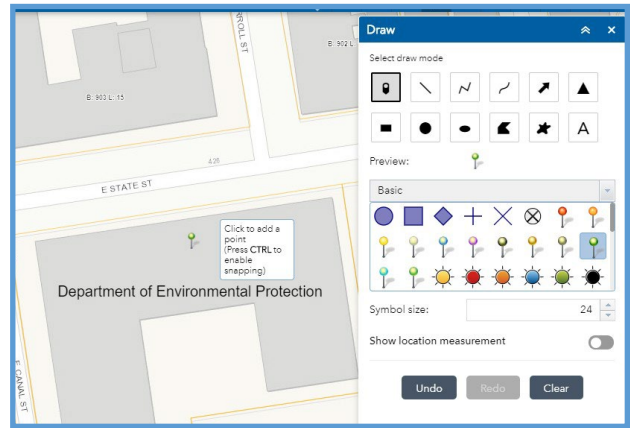 RROLL ST
B: 902 L
B: 903 L: 15
428
E STATE ST
Click to add a
point
(Press CTRL to
enable
snapping)
Department of Environmental Protection
E CANAL ST
Draw
Select draw mode
A
Preview:
Basic
Symbol size:
24
Show location measurement
Undo
Redo
Clear